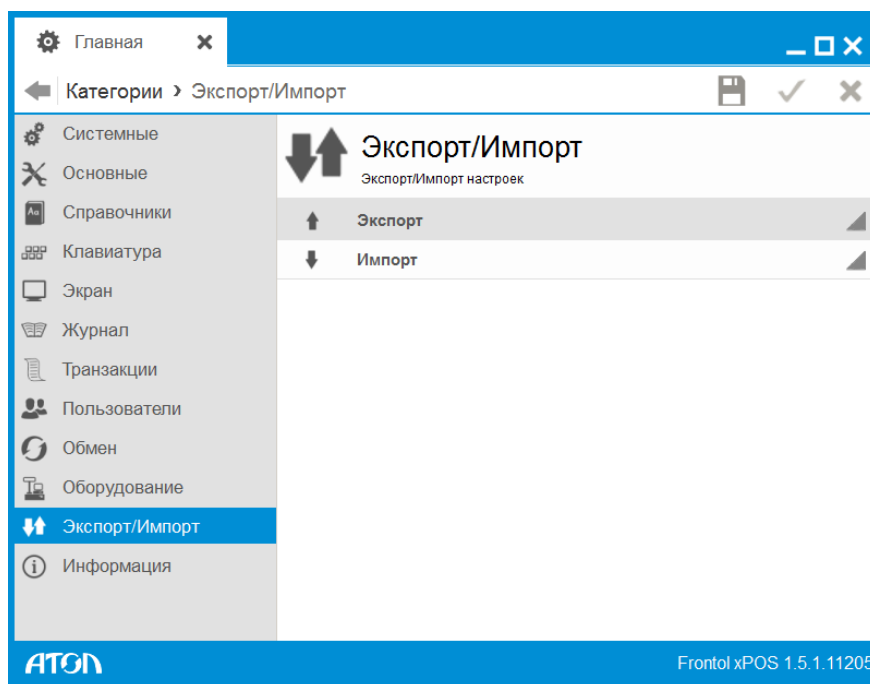 Главная
Категории › Экспорт/Импорт
Системные
Основные
Справочники
Клавиатура
Экран
Журнал
Транзакции
Пользователи
Обмен
Оборудование
Экспорт/Импорт
Информация
Экспорт/Импорт
Экспорт/Импорт настроек
Экспорт
Импорт
АТОЛ
Frontol xPOS 1.5.1.11205